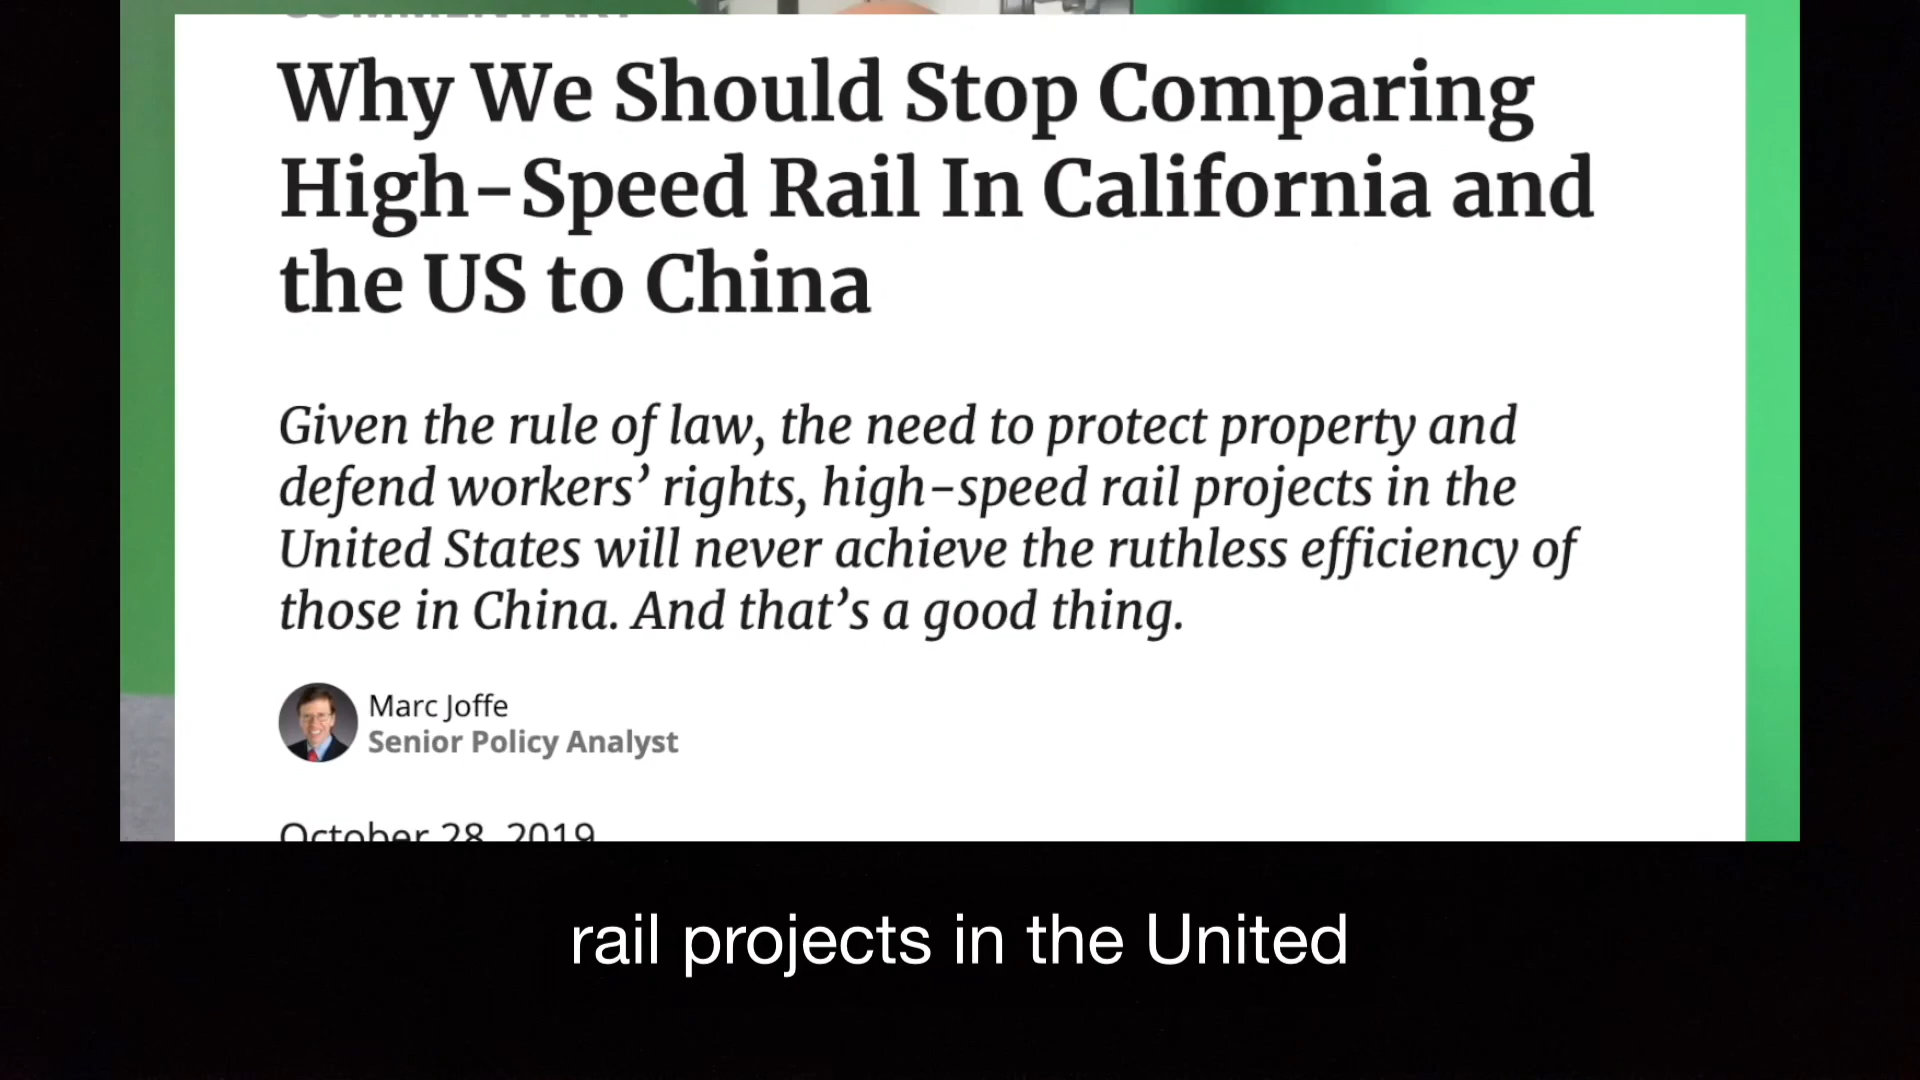 COMMENTARY
Why We Should Stop Comparing
High-Speed Rail In California and
the US to China
Given the rule of law, the need to protect property and
defend workers’ rights, high-speed rail projects in the
United States will never achieve the ruthless efficiency of
those in China. And that’s a good thing.
Marc Joffe
Senior Policy Analyst
October 28, 2019
rail projects in the United